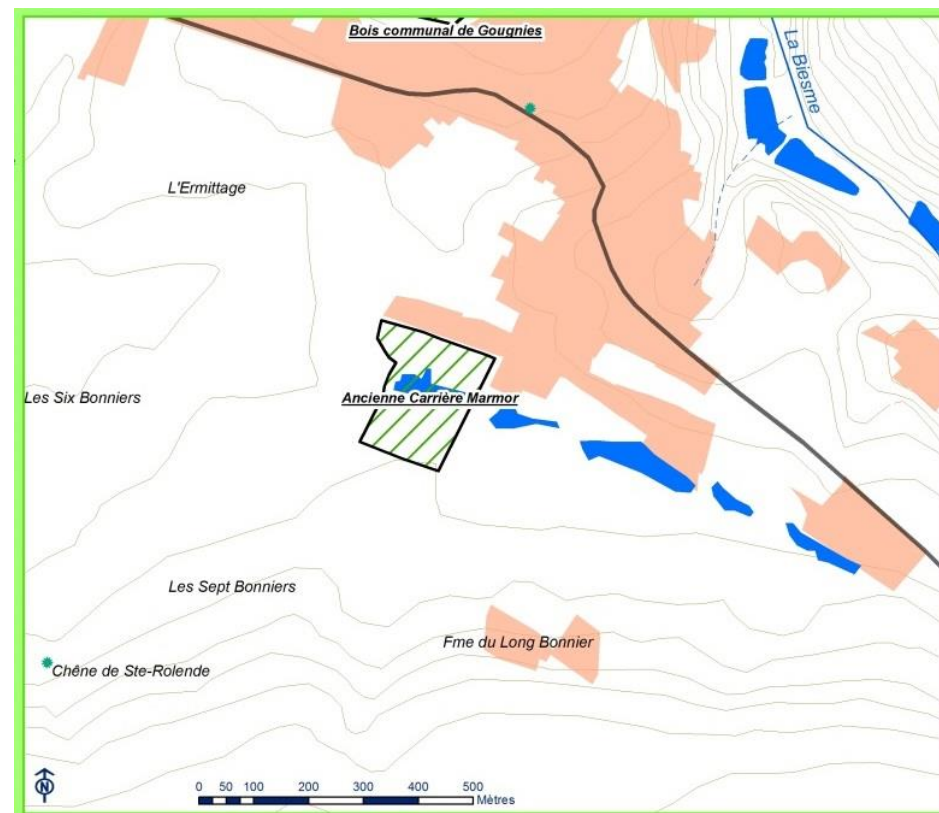 Bois communal de Gougnies
La Biesme
L'Ermittage
Les Six Bonniers
Ancienne Carrière Marmor
Les Sept Bonniers
Fme du Long Bonnier
Chêne de Ste-Rolende
N
0 50 100 200 300 400 500
Mètres